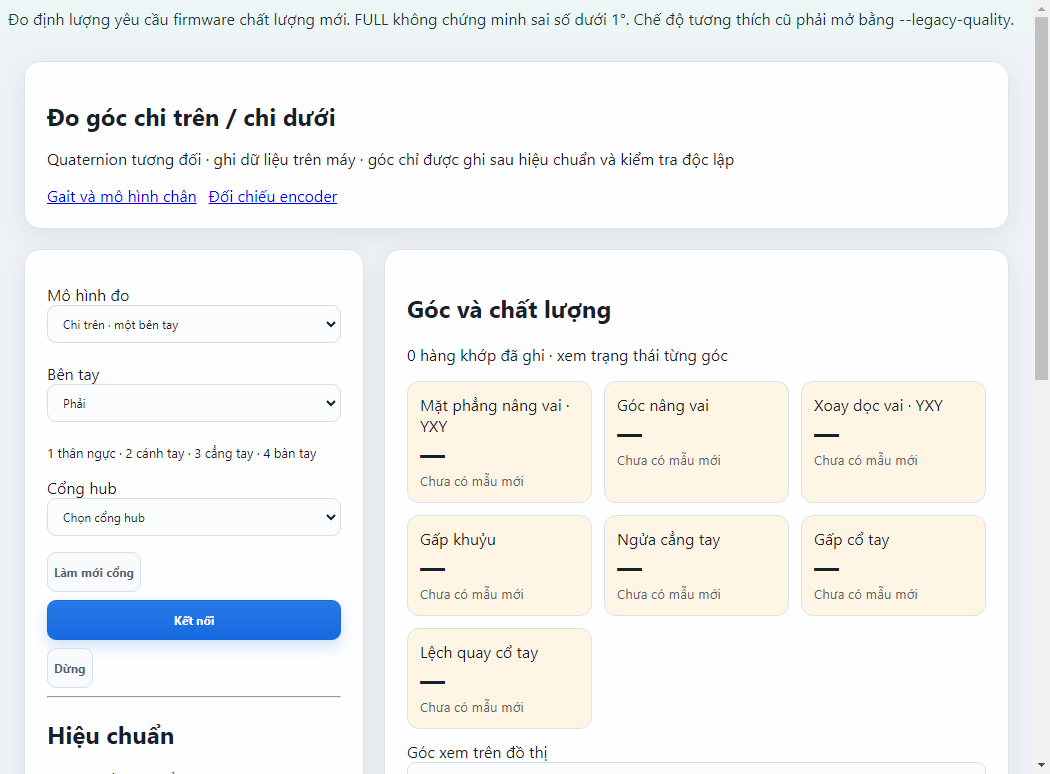 Đo định lượng yêu cầu firmware chất lượng mới. FULL không chứng minh sai số dưới 1°. Chế độ tương thích cũ phải mở bằng --legacy-quality.
Đo góc chi trên / chi dưới
Quaternion tương đối · ghi dữ liệu trên máy · góc chỉ được ghi sau hiệu chuẩn và kiểm tra độc lập
Gait và mô hình chân Đối chiếu encoder
Mô hình đo
Chi trên · một bên tay
Bên tay
Phải
1 thân ngực · 2 cánh tay · 3 cẳng tay · 4 bàn tay
Cổng hub
Chọn cổng hub
Làm mới cổng
Kết nối
Dừng
Hiệu chuẩn
Góc và chất lượng
0 hàng khớp đã ghi · xem trạng thái từng góc
Mặt phẳng nâng vai ·
YXY
—
Chưa có mẫu mới
Góc nâng vai
—
Chưa có mẫu mới
Xoay dọc vai · YXY
—
Chưa có mẫu mới
Gấp khuỷu
—
Chưa có mẫu mới
Ngửa cẳng tay
—
Chưa có mẫu mới
Gấp cổ tay
—
Chưa có mẫu mới
Lệch quay cổ tay
—
Chưa có mẫu mới
Góc xem trên đồ thị